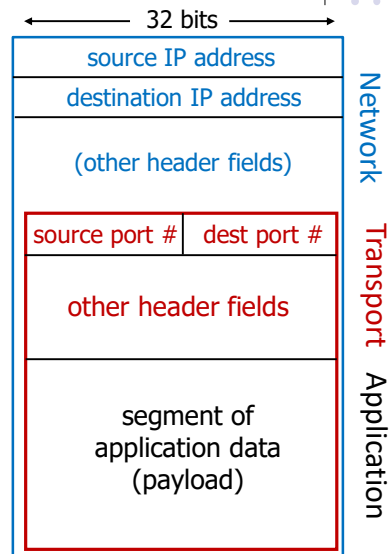 32 bits
source IP address
destination IP address
(other header fields)
Network
source port #
dest port #
other header fields
Transport
segment of
application data
(payload)
Application